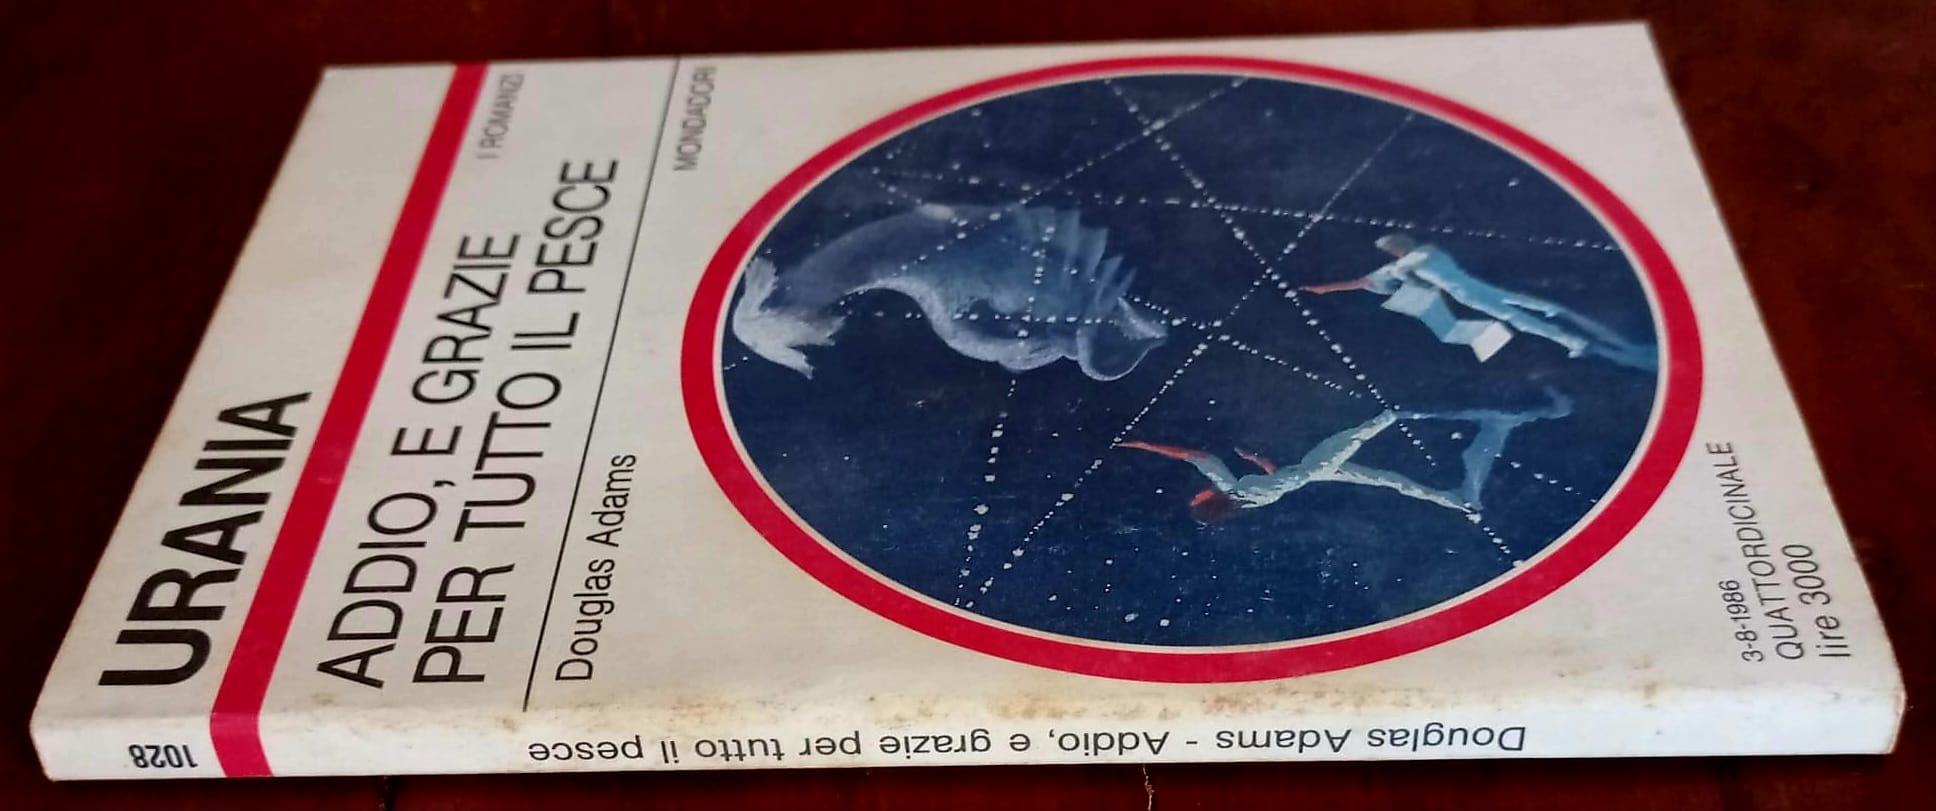 URANIA
I ROMANZI
ADDIO, E GRAZIE
PER TUTTO IL PESCE
MONDADORI
Douglas Adams
3-8-1986
QUATTORDICINALE
lire 3000
1028
Douglas Adams - Addio, e grazie per tutto il pesce